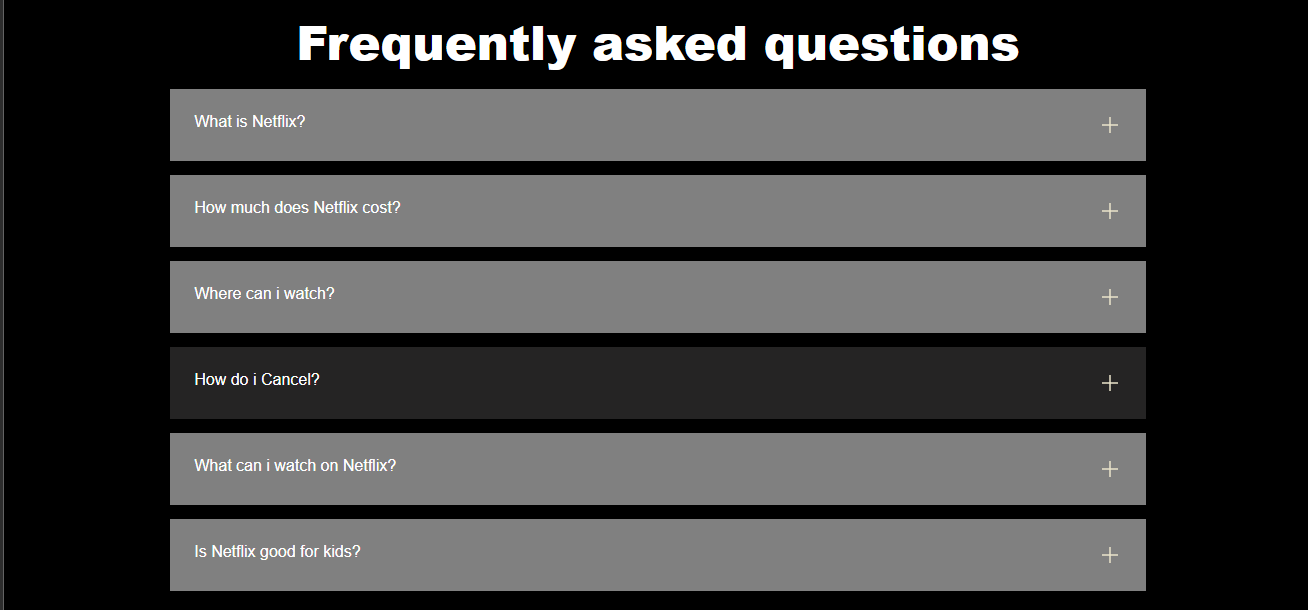 Frequently asked questions
What is Netflix?
How much does Netflix cost?
Where can i watch?
How do i Cancel?
What can i watch on Netflix?
Is Netflix good for kids?